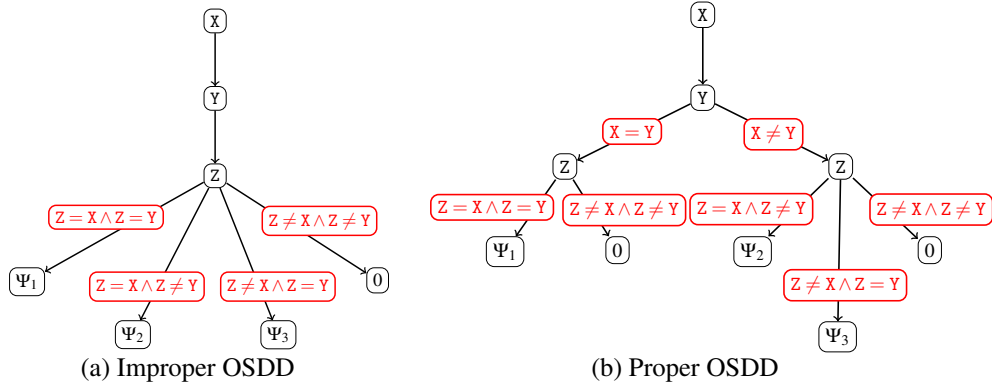 X
Y
Z
Z = X ∧ Z = Y
Z ≠ X ∧ Z ≠ Y
Ψ1
Z = X ∧ Z ≠ Y
Z ≠ X ∧ Z = Y
0
Ψ2
Ψ3
(a) Improper OSDD
X
Y
X = Y
X ≠ Y
Z
Z
Z = X ∧ Z = Y
Z ≠ X ∧ Z ≠ Y
Z = X ∧ Z ≠ Y
Z ≠ X ∧ Z ≠ Y
Ψ1
0
Ψ2
0
Z ≠ X ∧ Z = Y
Ψ3
(b) Proper OSDD